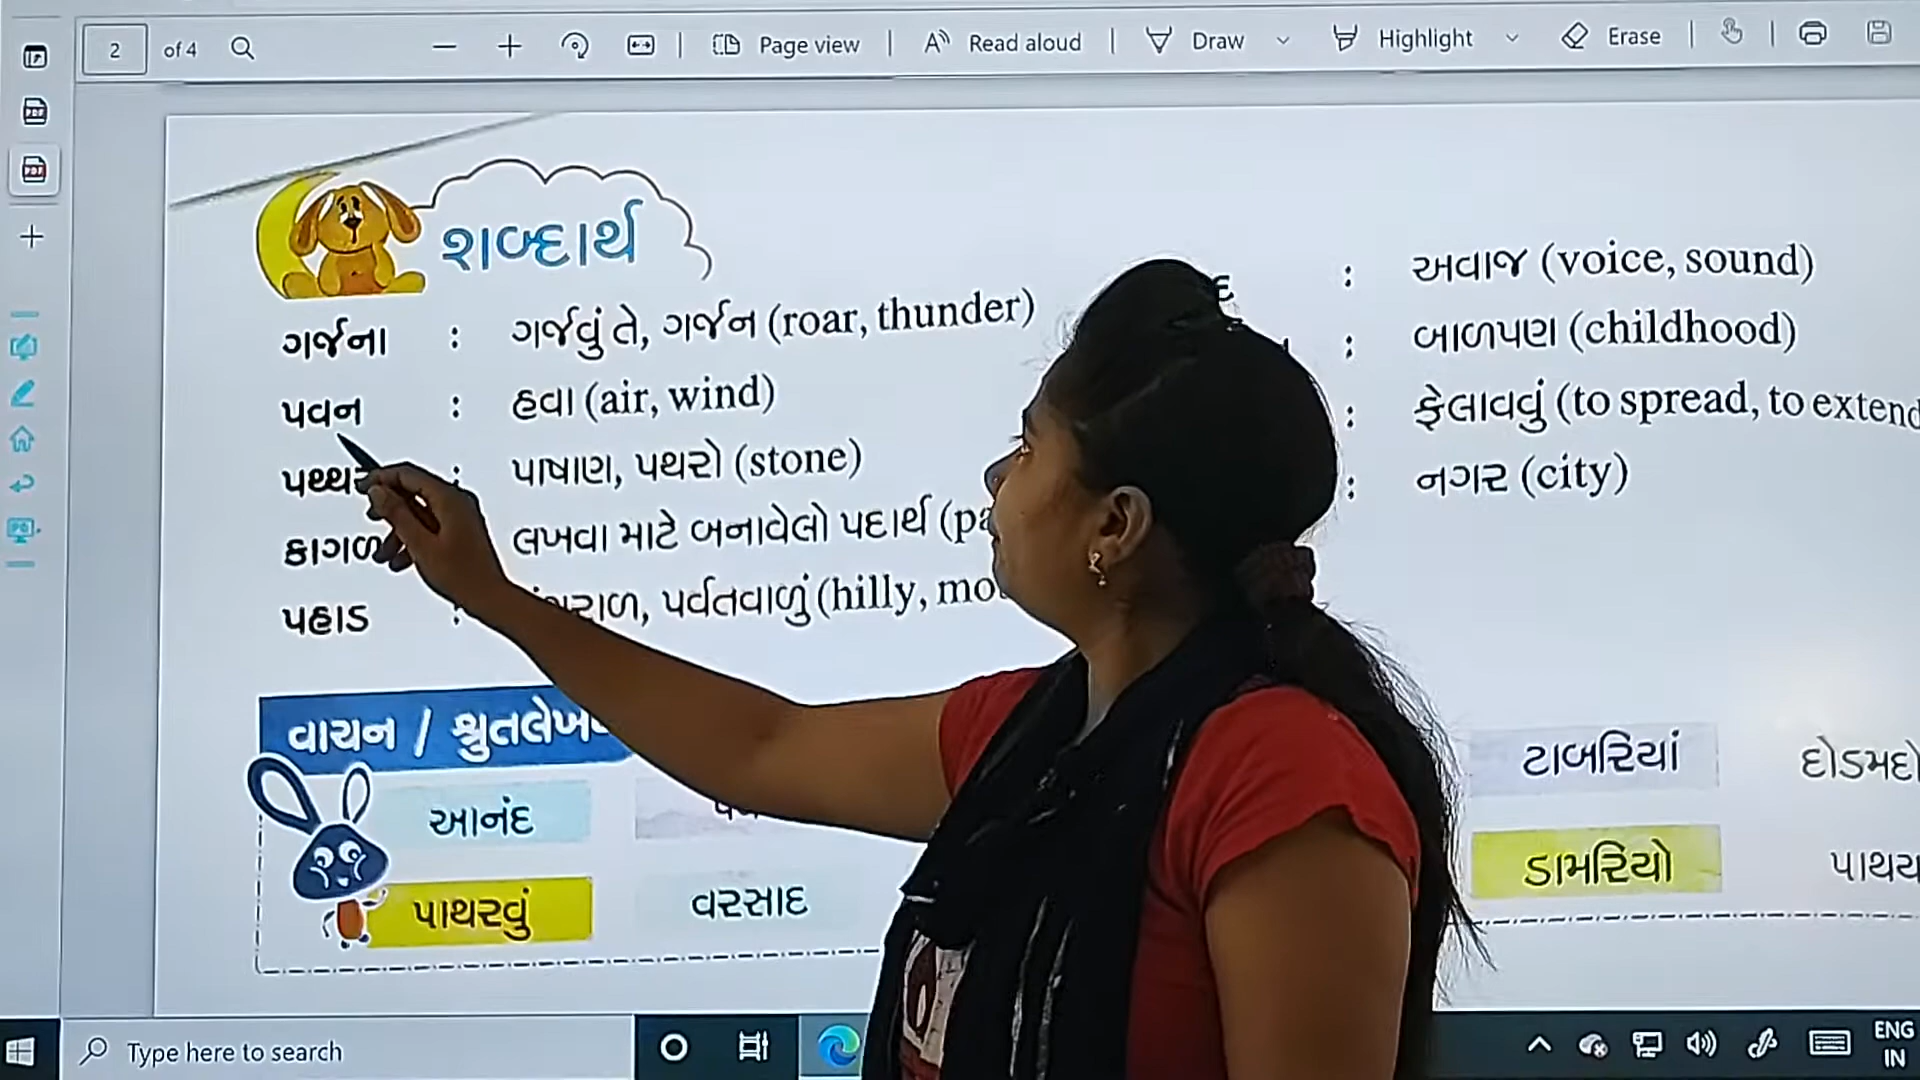 2 of 4 Page view Read aloud Draw Highlight Erase
શબ્દાર્થ
ગર્જના : ગર્જવું તે, ગર્જન (roar, thunder)
પવન : હવા (air, wind)
પથ્થર : પાષાણ, પથરો (stone)
કાગળ લખવા માટે બનાવેલો પદાર્થ
પહાડ : પર્વતવાળું (hilly,
: અવાજ (voice, sound)
: બાળપણ (childhood)
: ફેલાવવું (to spread, to extend
: નગર (city)
વાચન / શ્રુતલેખન
આનંદ ટાબરિયાં
પાથરવું વરસાદ ડામરિયો
Type here to search
ENG
IN